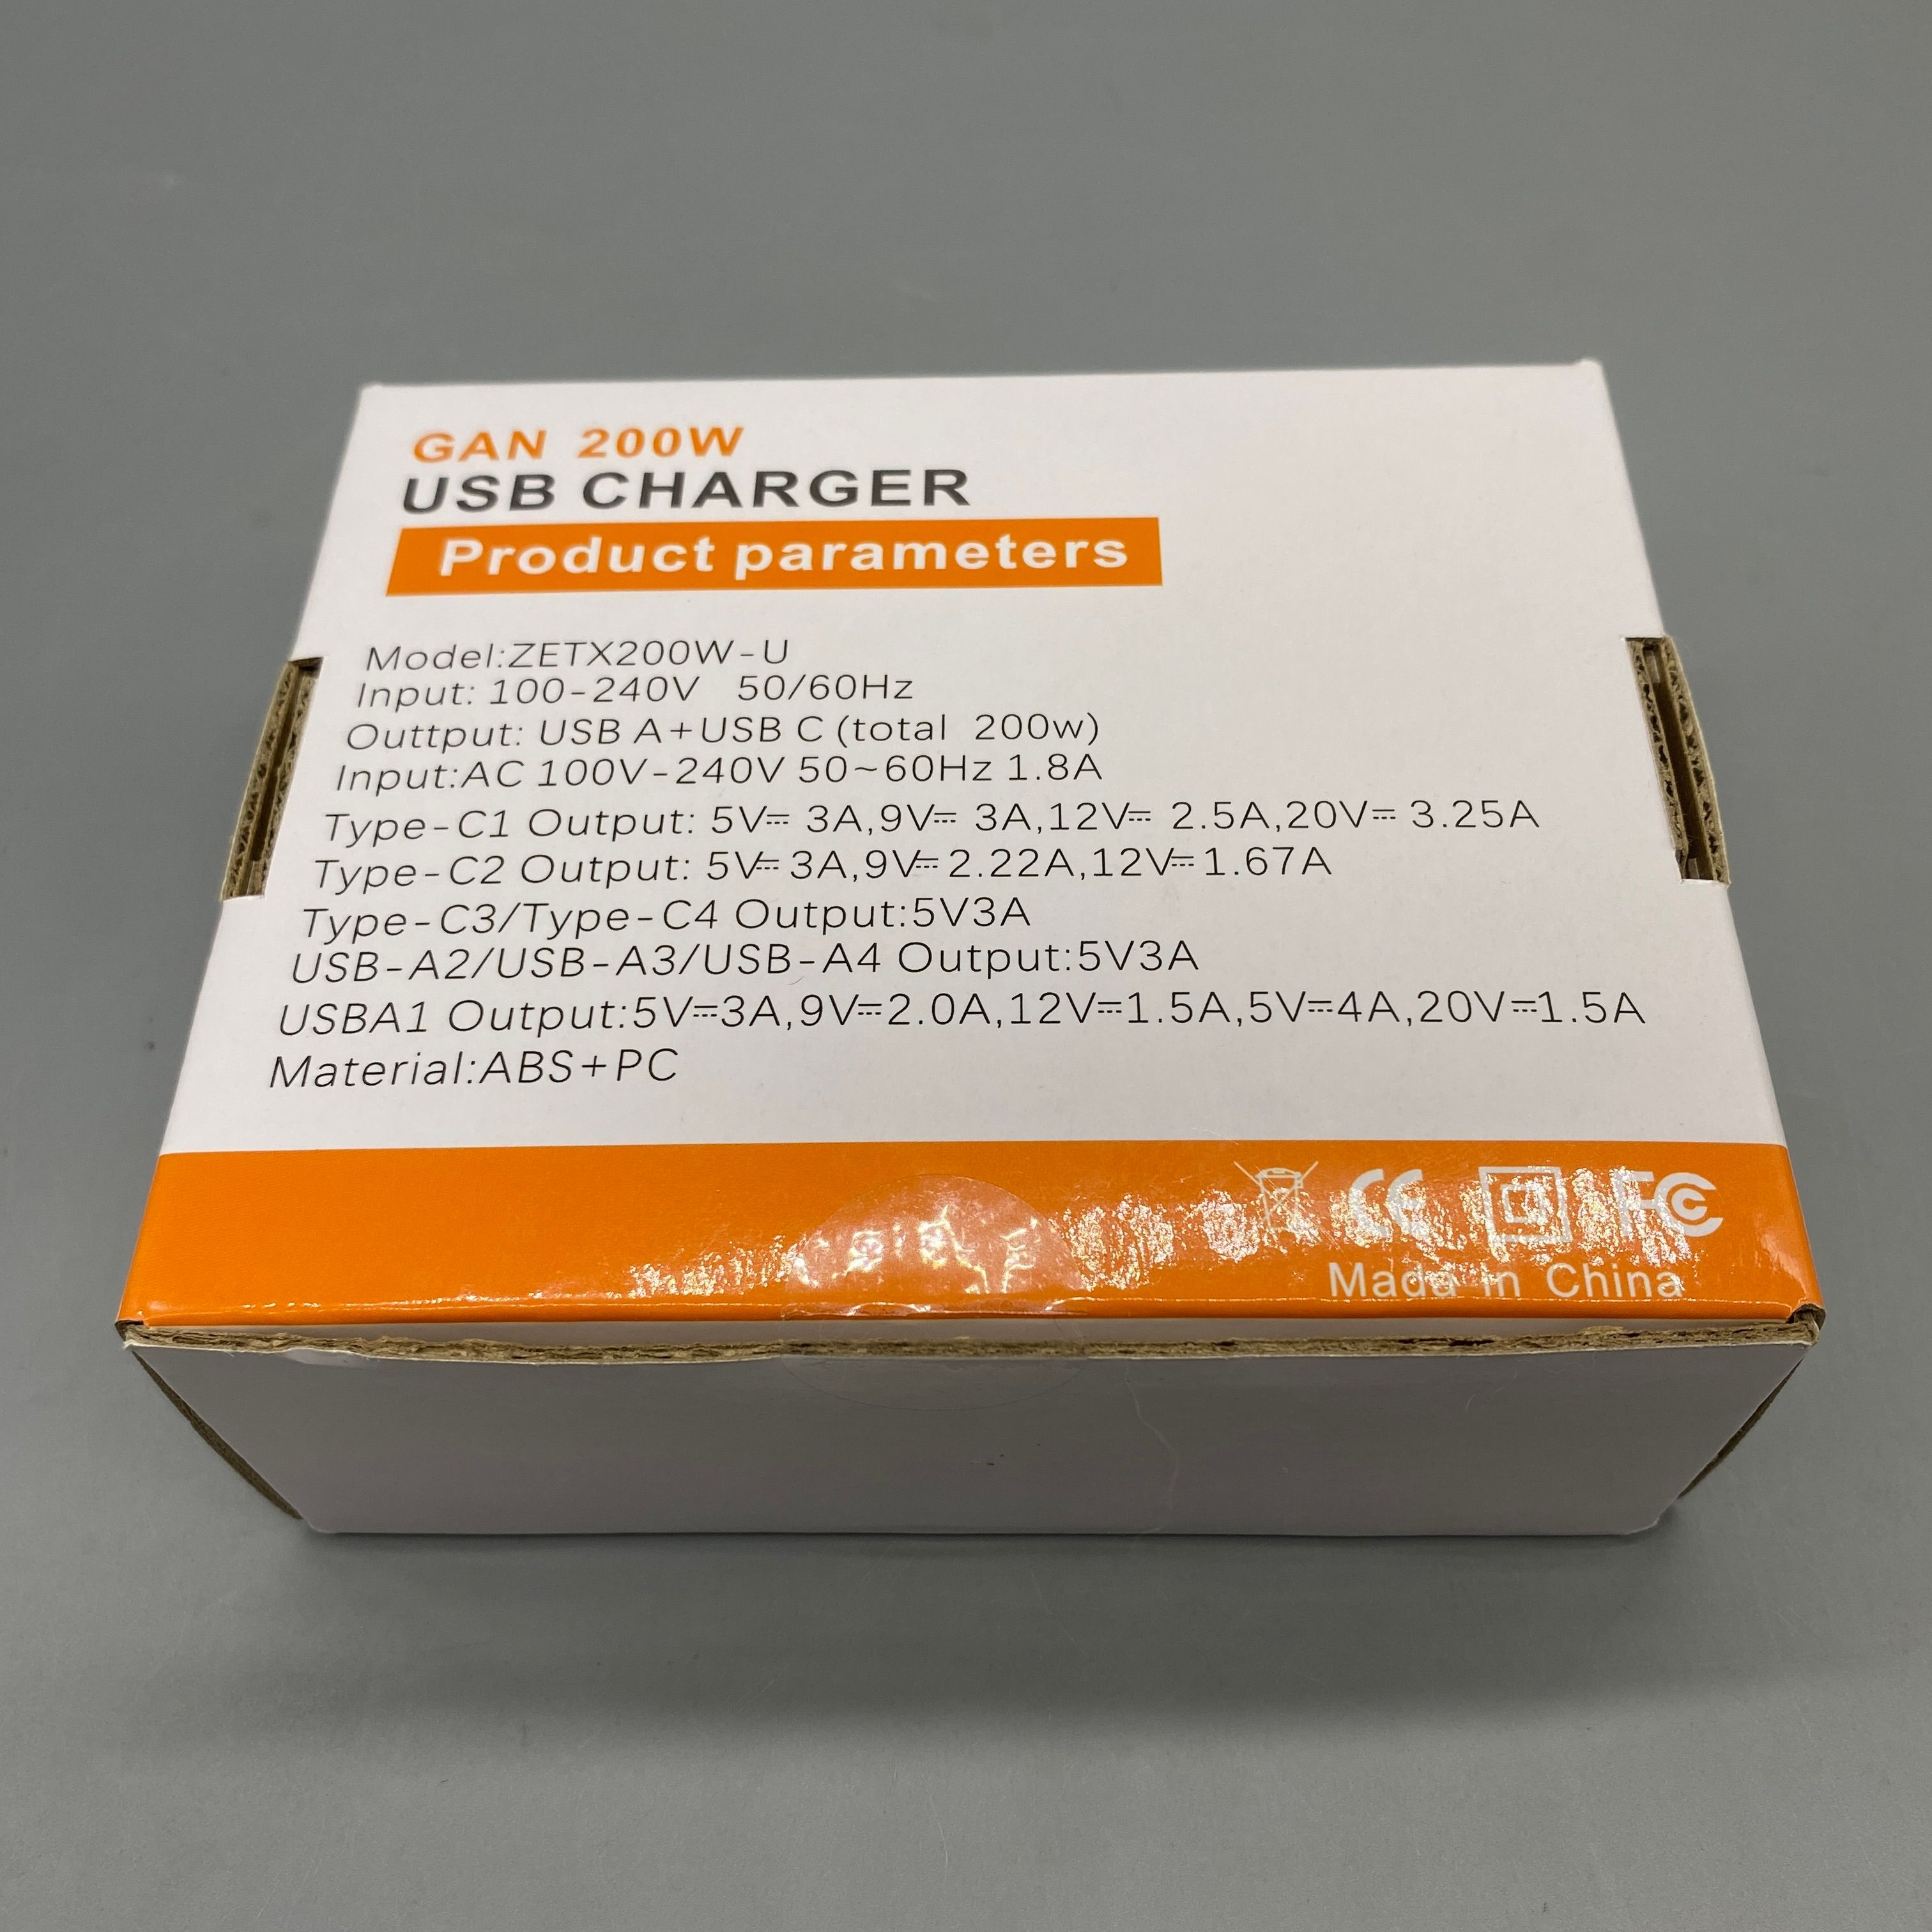 GAN 200W
USB CHARGER
Product parameters
Model:ZETX200W-U
Input: 100-240V 50/60Hz
Outtput: USB A+USB C (total 200w)
Input:AC 100V-240V 50~60Hz 1.8A
Type-C1 Output: 5V⎓ 3A,9V⎓ 3A,12V⎓ 2.5A,20V⎓ 3.25A
Type-C2 Output: 5V⎓3A,9V⎓2.22A,12V⎓1.67A
Type-C3/Type-C4 Output:5V3A
USB-A2/USB-A3/USB-A4 Output:5V3A
USBA1 Output:5V⎓3A,9V⎓2.0A,12V⎓1.5A,5V⎓4A,20V⎓1.5A
Material:ABS+PC
CE FC
Mada in China